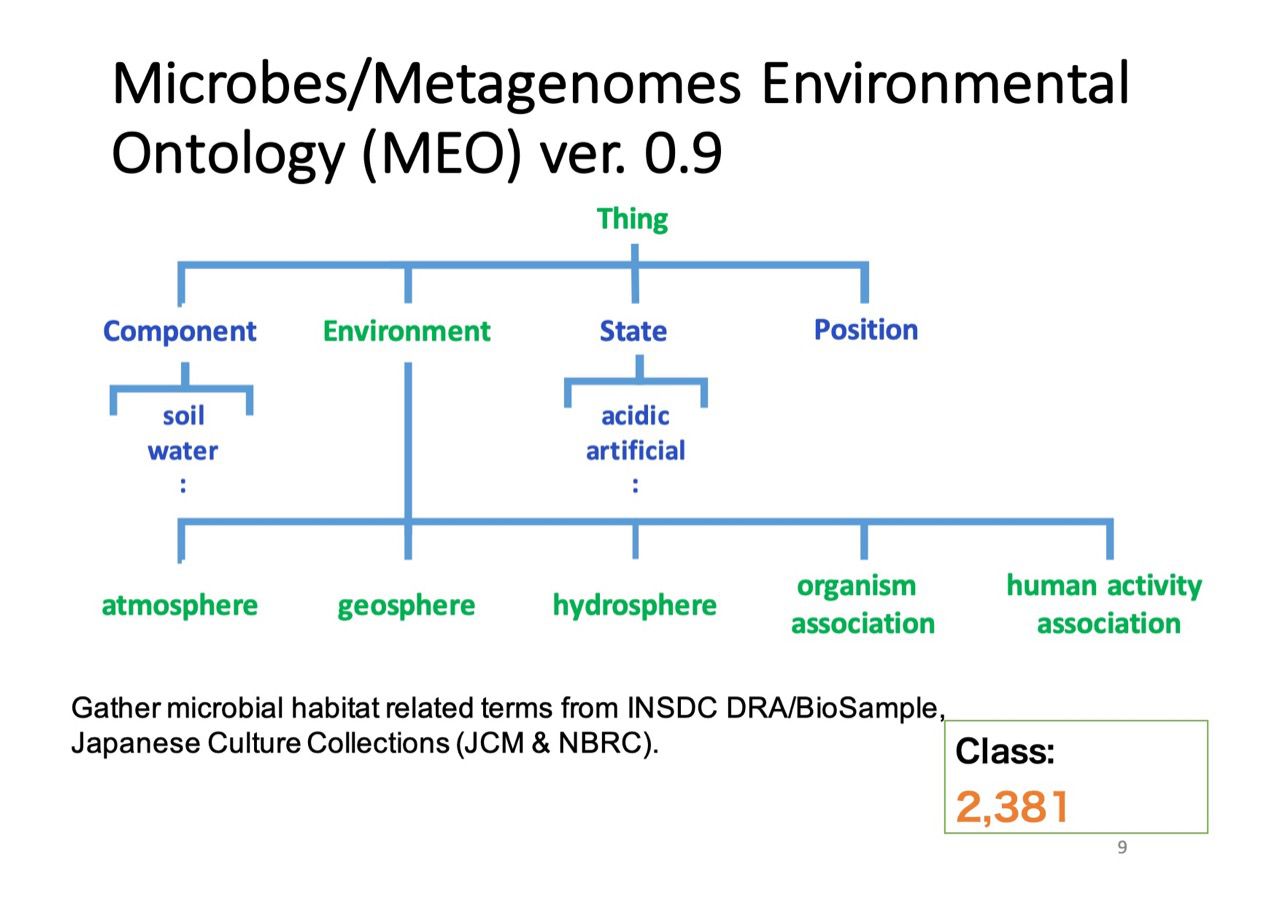 Microbes/Metagenomes Environmental
Ontology (MEO) ver. 0.9
Thing
Component
Environment
State
Position
soil
water
:
acidic
artificial
:
atmosphere
geosphere
hydrosphere
organism
association
human activity
association
Gather microbial habitat related terms from INSDC DRA/BioSample,
Japanese Culture Collections (JCM & NBRC).
Class:
2,381
9